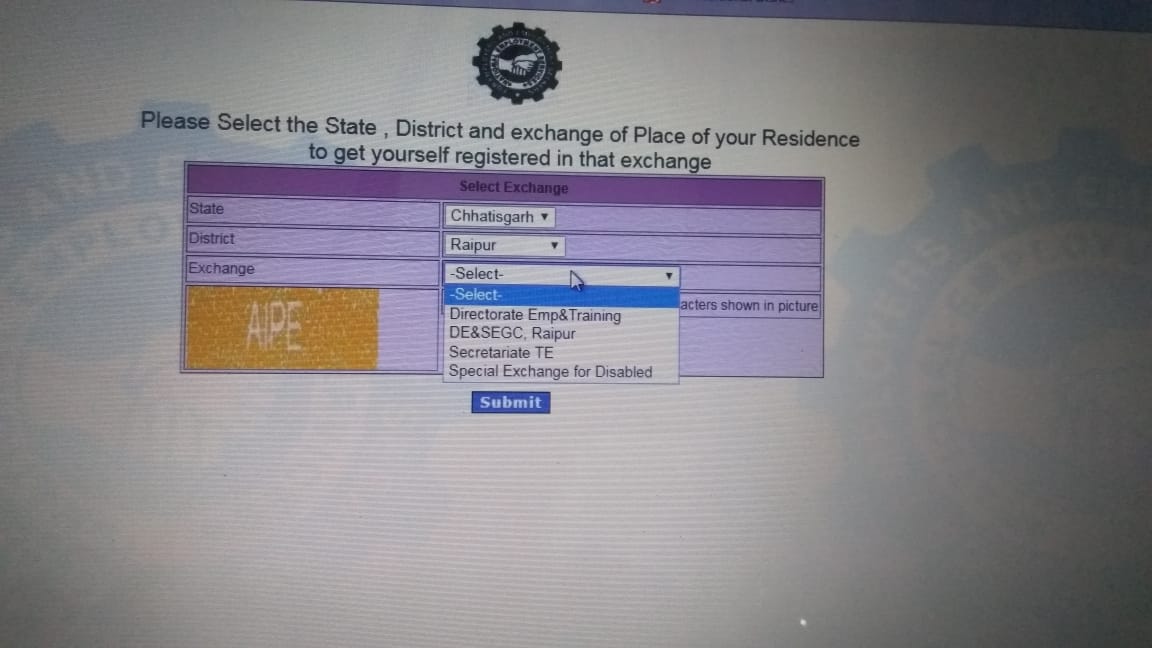 Please Select the State , District and exchange of Place of your Residence
to get yourself registered in that exchange
Select Exchange
State
Chhatisgarh
District
Raipur
Exchange
-Select-
-Select-
Directorate Emp&Training
DE&SEGC, Raipur
Secretariate TE
Special Exchange for Disabled
AIPE
acters shown in picture
Submit